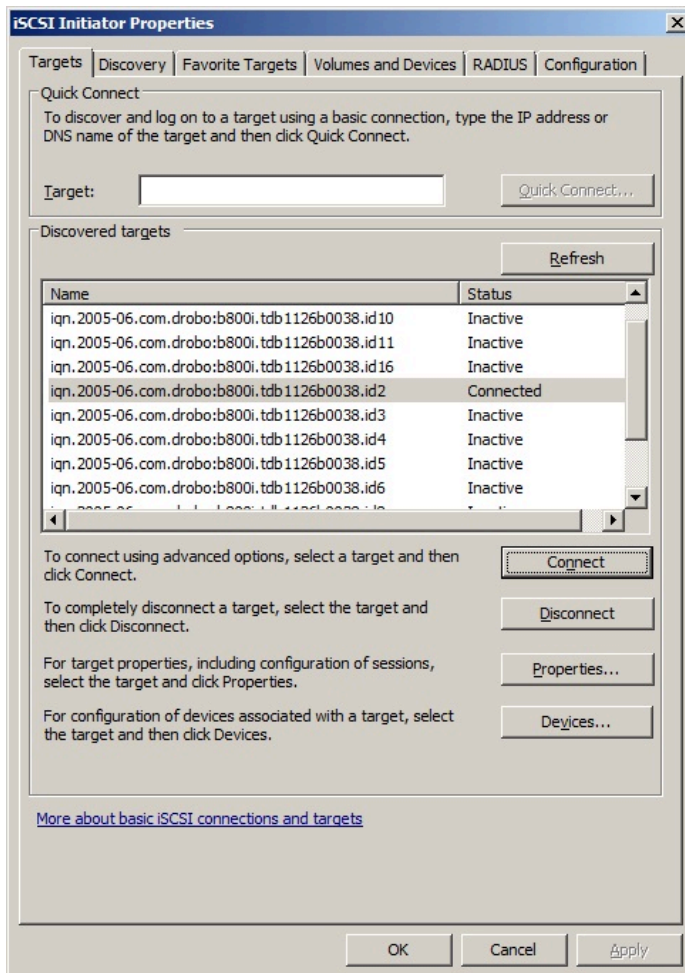 iSCSI Initiator Properties
Targets Discovery Favorite Targets Volumes and Devices RADIUS Configuration
Quick Connect
To discover and log on to a target using a basic connection, type the IP address or
DNS name of the target and then click Quick Connect.
Target: Quick Connect...
Discovered targets
Refresh
Name Status
iqn.2005-06.com.drobo:b800i.tdb1126b0038.id10 Inactive
iqn.2005-06.com.drobo:b800i.tdb1126b0038.id11 Inactive
iqn.2005-06.com.drobo:b800i.tdb1126b0038.id16 Inactive
iqn.2005-06.com.drobo:b800i.tdb1126b0038.id2 Connected
iqn.2005-06.com.drobo:b800i.tdb1126b0038.id3 Inactive
iqn.2005-06.com.drobo:b800i.tdb1126b0038.id4 Inactive
iqn.2005-06.com.drobo:b800i.tdb1126b0038.id5 Inactive
iqn.2005-06.com.drobo:b800i.tdb1126b0038.id6 Inactive
To connect using advanced options, select a target and then
click Connect.
Connect
To completely disconnect a target, select the target and
then click Disconnect.
Disconnect
For target properties, including configuration of sessions,
select the target and click Properties.
Properties...
For configuration of devices associated with a target, select
the target and then click Devices.
Devices...
More about basic iSCSI connections and targets
OK Cancel Apply